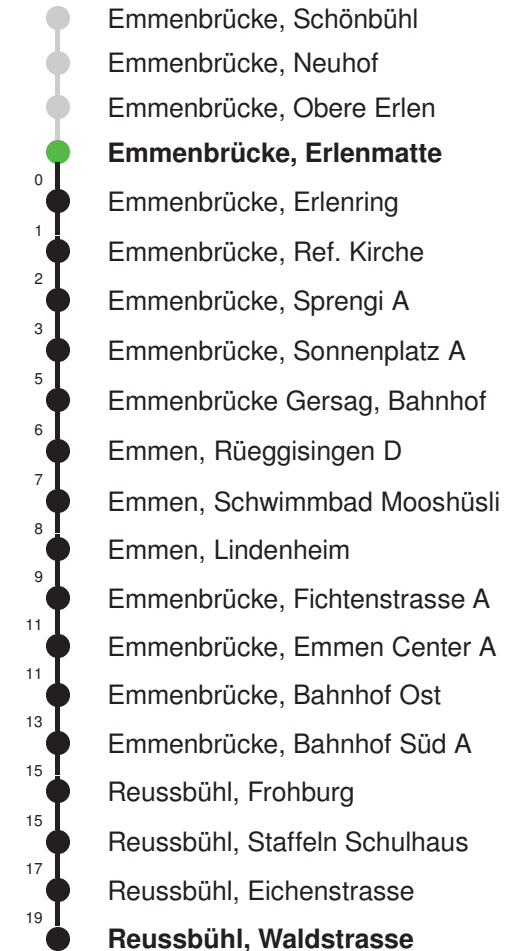 Emmenbrücke, Schönbühl
Emmenbrücke, Neuhof
Emmenbrücke, Obere Erlen
Emmenbrücke, Erlenmatte
0
Emmenbrücke, Erlenring
1
Emmenbrücke, Ref. Kirche
2
Emmenbrücke, Sprengi A
3
Emmenbrücke, Sonnenplatz A
5
Emmenbrücke Gersag, Bahnhof
6
Emmen, Rüeggisingen D
7
Emmen, Schwimmbad Mooshüsli
8
Emmen, Lindenheim
9
Emmenbrücke, Fichtenstrasse A
11
Emmenbrücke, Emmen Center A
11
Emmenbrücke, Bahnhof Ost
13
Emmenbrücke, Bahnhof Süd A
15
Reussbühl, Frohburg
15
Reussbühl, Staffeln Schulhaus
17
Reussbühl, Eichenstrasse
19
Reussbühl, Waldstrasse